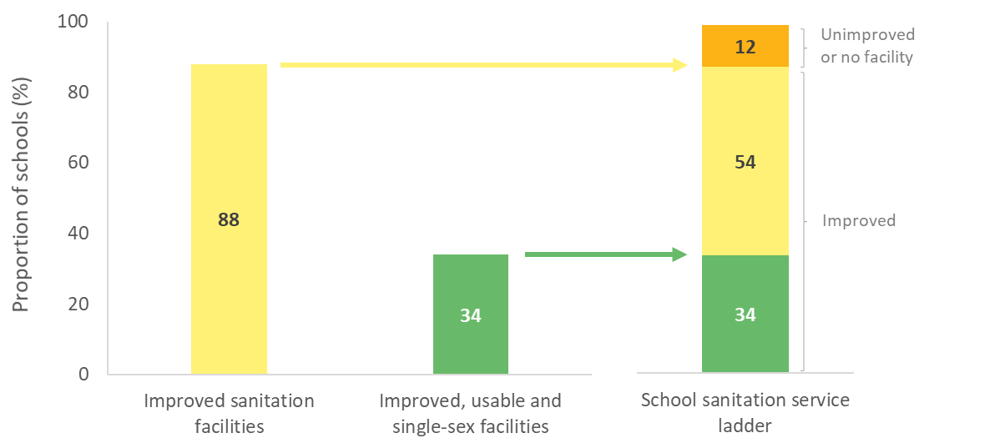 Proportion of schools (%)
100
80
60
40
20
0
88
34
12
54
34
Unimproved
or no facility
Improved
Improved sanitation
facilities
Improved, usable and
single-sex facilities
School sanitation service
ladder